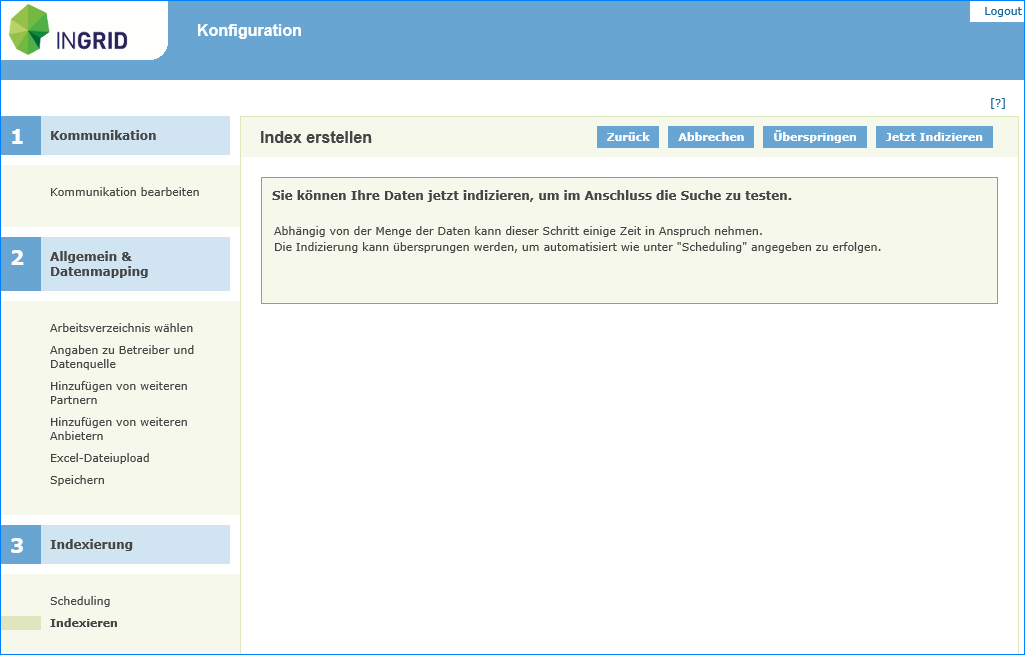 INGRID
Konfiguration
Logout
[?]
1 Kommunikation
Kommunikation bearbeiten
2 Allgemein &
Datenmapping
Arbeitsverzeichnis wählen
Angaben zu Betreiber und
Datenquelle
Hinzufügen von weiteren
Partnern
Hinzufügen von weiteren
Anbietern
Excel-Dateiupload
Speichern
3 Indexierung
Scheduling
Indexieren
Index erstellen
Zurück Abbrechen Überspringen Jetzt Indizieren
Sie können Ihre Daten jetzt indizieren, um im Anschluss die Suche zu testen.
Abhängig von der Menge der Daten kann dieser Schritt einige Zeit in Anspruch nehmen.
Die Indizierung kann übersprungen werden, um automatisiert wie unter "Scheduling" angegeben zu erfolgen.